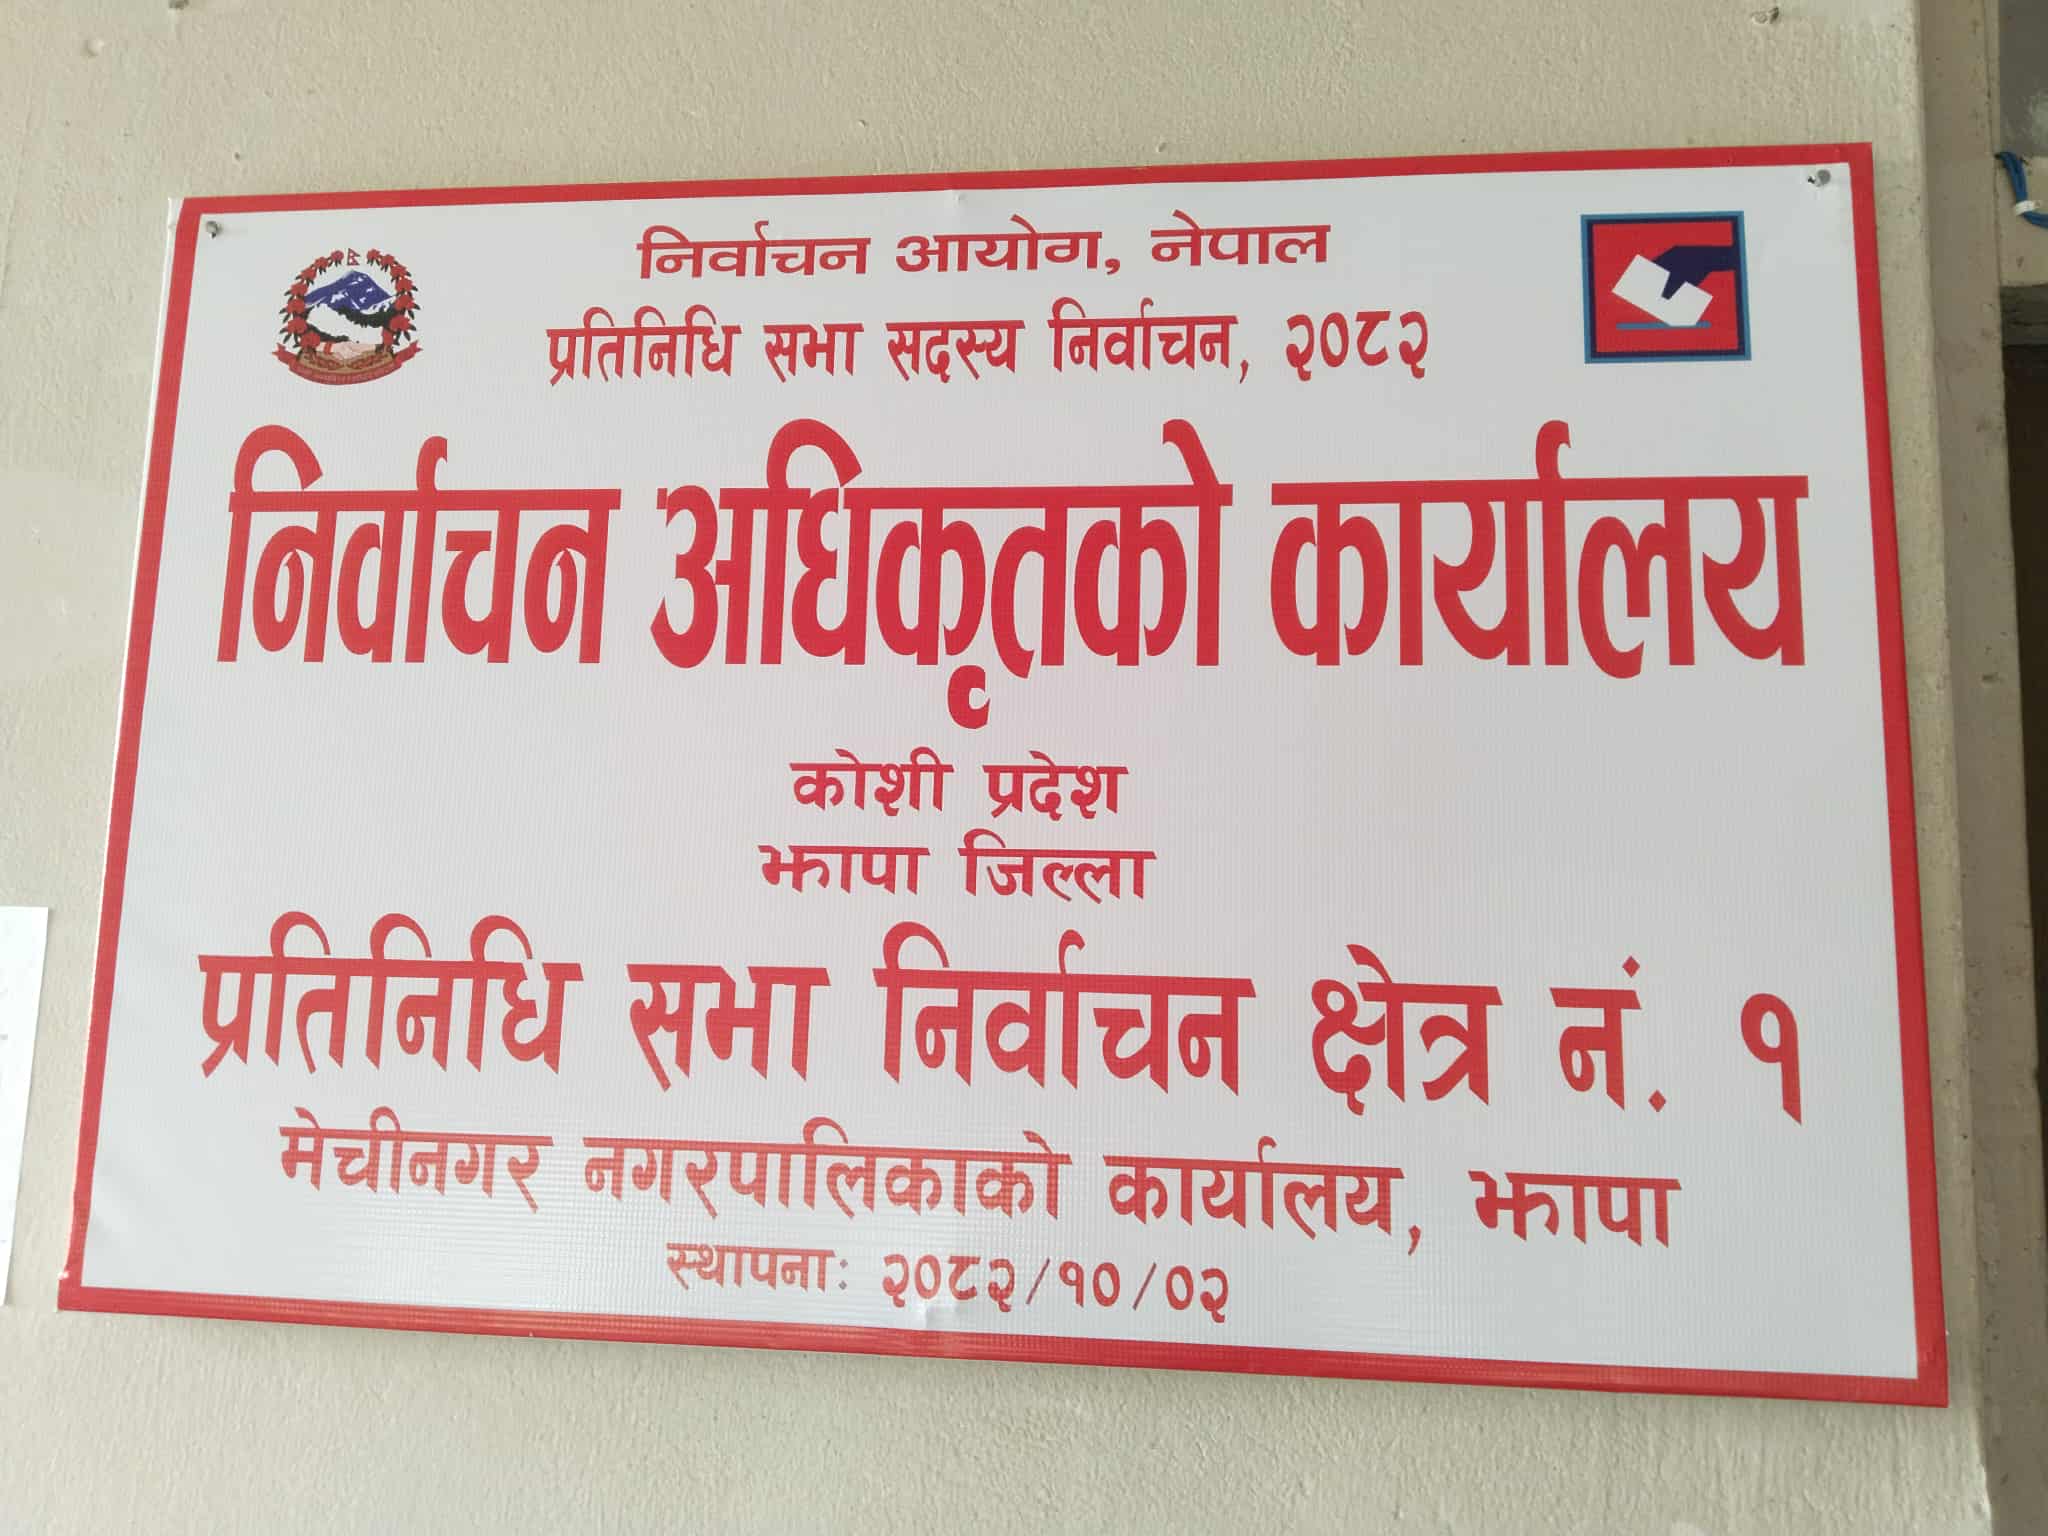 निर्वाचन आयोग, नेपाल
प्रतिनिधि सभा सदस्य निर्वाचन, २०८२
निर्वाचन अधिकृतको कार्यालय
कोशी प्रदेश
झापा जिल्ला
प्रतिनिधि सभा निर्वाचन क्षेत्र नं. १
मेचीनगर नगरपालिकाको कार्यालय, झापा
स्थापनाः २०८२/१०/०२